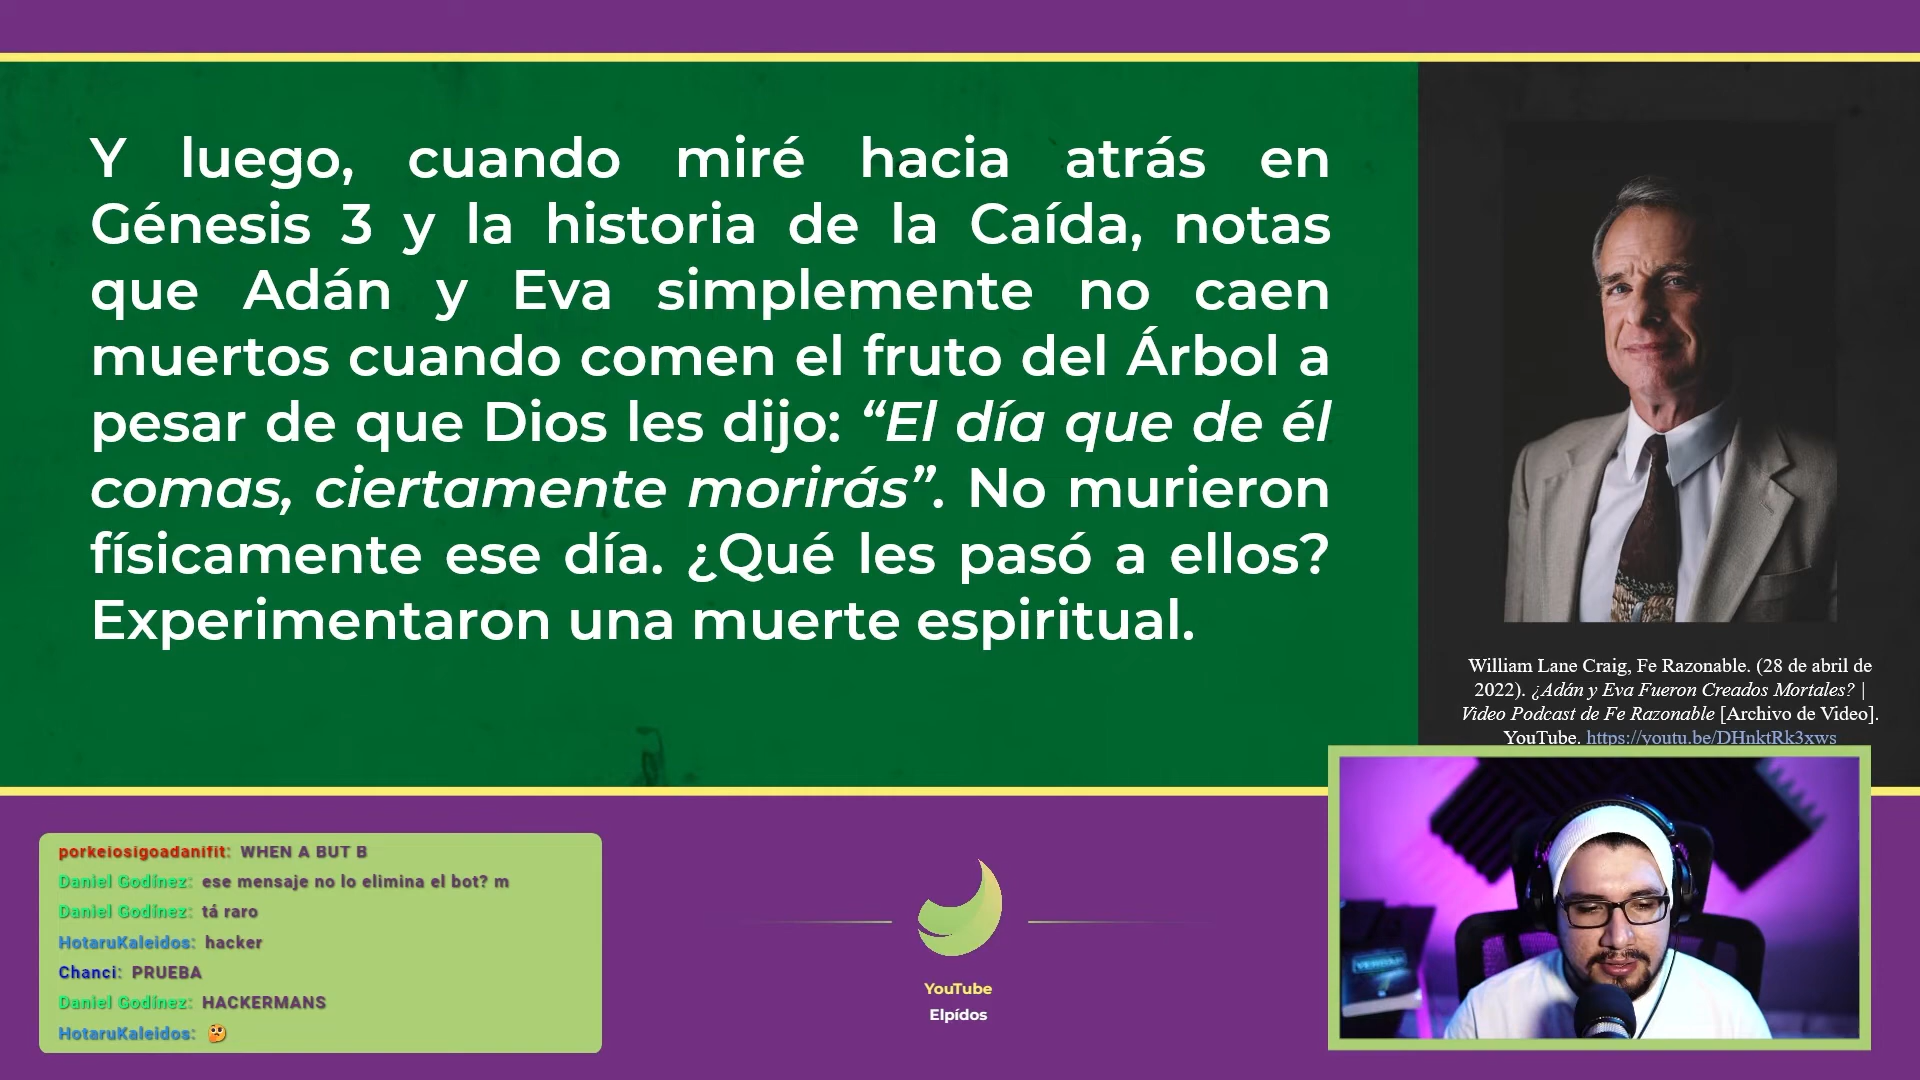 Y luego, cuando miré hacia atrás en
Génesis 3 y la historia de la Caída, notas
que Adán y Eva simplemente no caen
muertos cuando comen el fruto del Árbol a
pesar de que Dios les dijo: “El día que de él
comas, ciertamente morirás”. No murieron
físicamente ese día. ¿Qué les pasó a ellos?
Experimentaron una muerte espiritual.
William Lane Craig, Fe Razonable. (28 de abril de
2022). ¿Adán y Eva Fueron Creados Mortales? |
Video Podcast de Fe Razonable [Archivo de Video].
YouTube. https://youtu.be/DHnktRk3xws
porkeiosigoadanifit: WHEN A BUT B
Daniel Godínez: ese mensaje no lo elimina el bot? m
Daniel Godínez: tá raro
HotaruKaleidos: hacker
Chanci: PRUEBA
Daniel Godínez: HACKERMANS
HotaruKaleidos: 🤔
YouTube
Elpídos